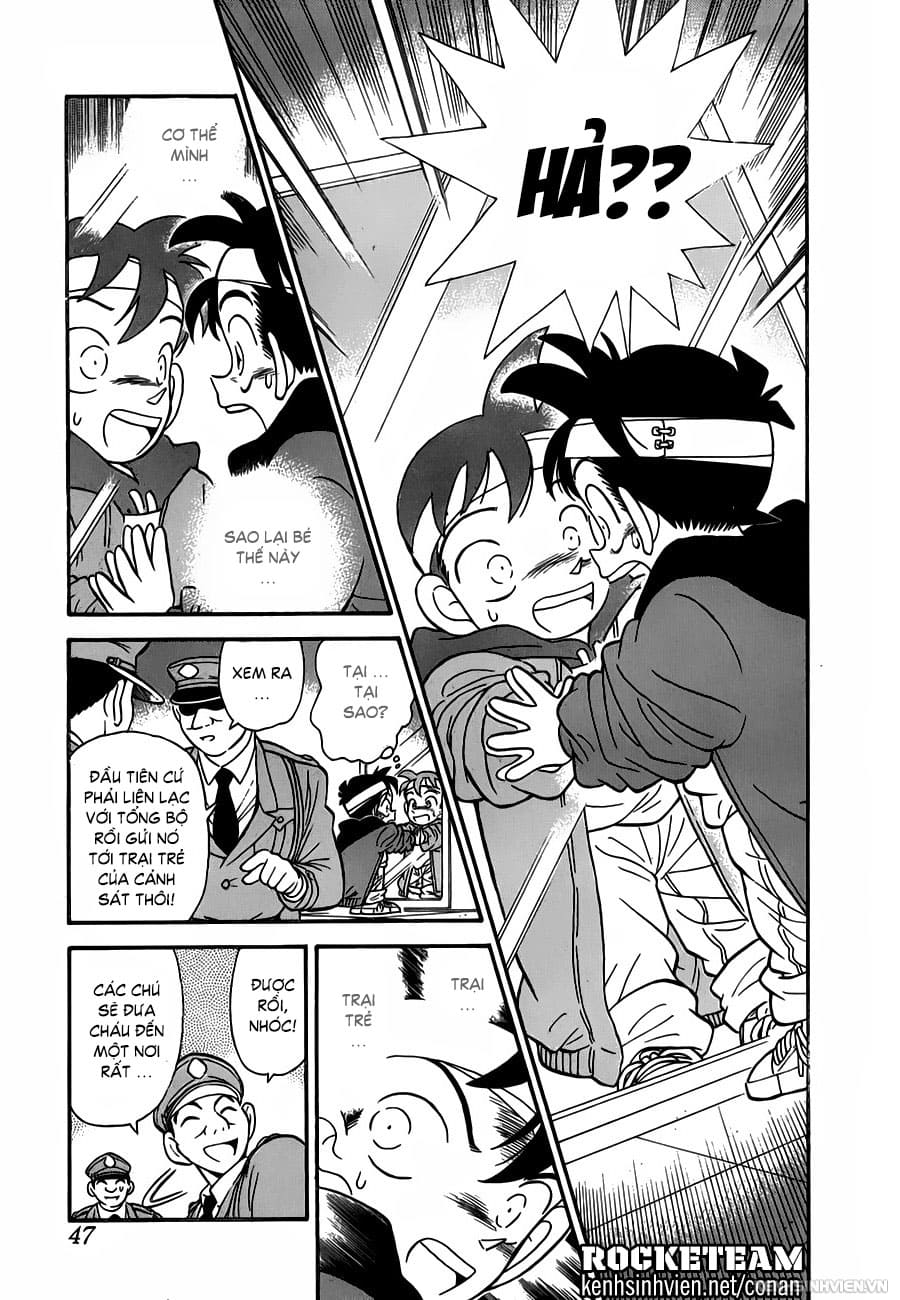 HẢ??
CƠ THỂ
MÌNH
...
SAO LẠI BÉ
THẾ NÀY
...
TẠI ...
TẠI
SAO?
XEM RA
...
ĐẦU TIÊN CỨ
PHẢI LIÊN LẠC
VỚI TỔNG BỘ
RỒI GỬI NÓ
TỚI TRẠI TRẺ
CỦA CẢNH
SÁT THÔI!
TRẠI
TRẠI
TRẺ
ĐƯỢC
RỒI,
NHÓC!
CÁC CHÚ
SẼ ĐƯA
CHÁU ĐẾN
MỘT NƠI
RẤT ...
47
ROCKETEAM
kenhsinhvien.net/conan